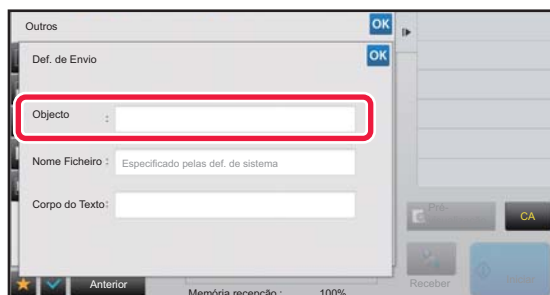 Outros
OK
Def. de Envio
OK
Objecto :
Nome Ficheiro : Especificado pelas def. de sistema
Corpo do Texto:
Pré-
CA
Anterior
Memória recepção : 100%
Receber